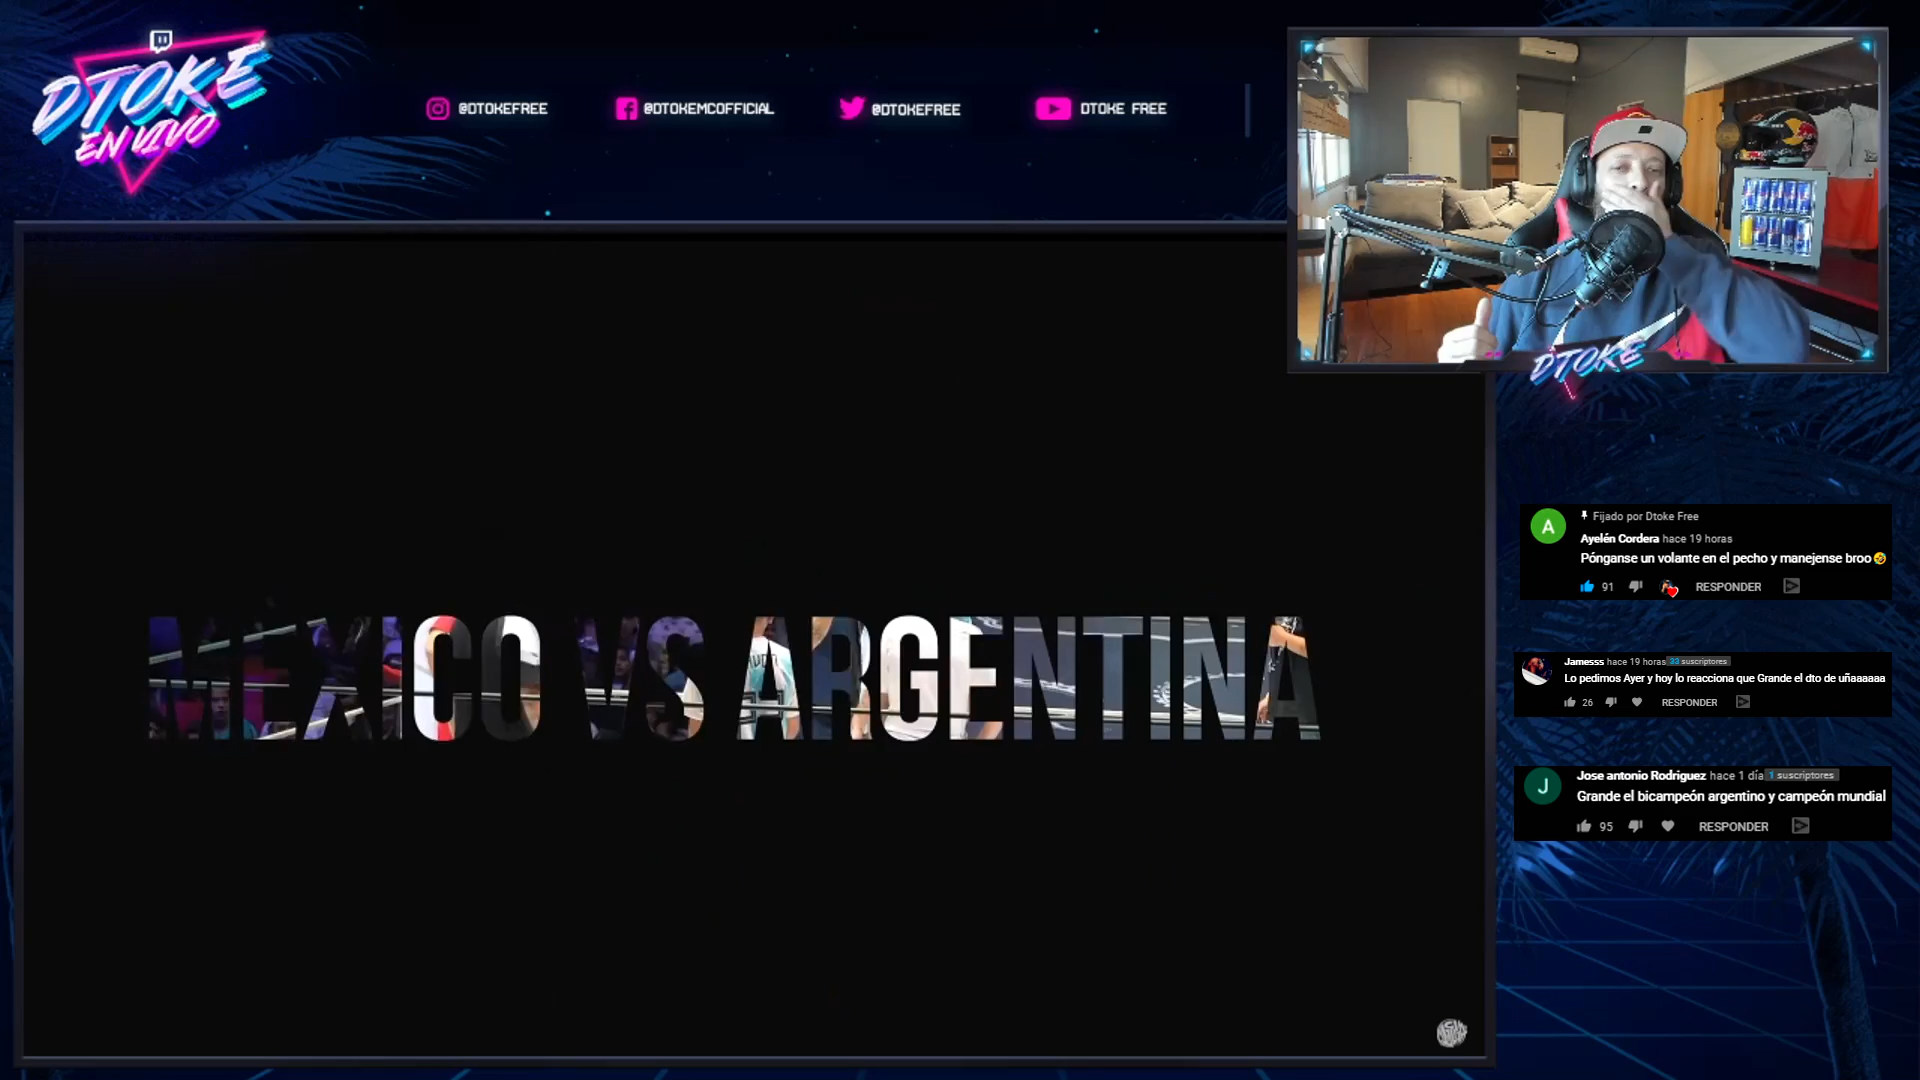 DTOKE
EN VIVO
@DTOKEFREE
@DTOKEMCOFFICIAL
@DTOKEFREE
DTOKE FREE
DTOKE
MEXICO VS ARGENTINA
A
Fijado por Dtoke Free
Ayelén Cordera hace 19 horas
Pónganse un volante en el pecho y manejense broo🤣
91 RESPONDER
Jamesss hace 19 horas 33 suscriptores
Lo pedimos Ayer y hoy lo reacciona que Grande el dto de uñaaaaaa
26 RESPONDER
J
Jose antonio Rodriguez hace 1 día 1 suscriptores
Grande el bicampeón argentino y campeón mundial
95 RESPONDER